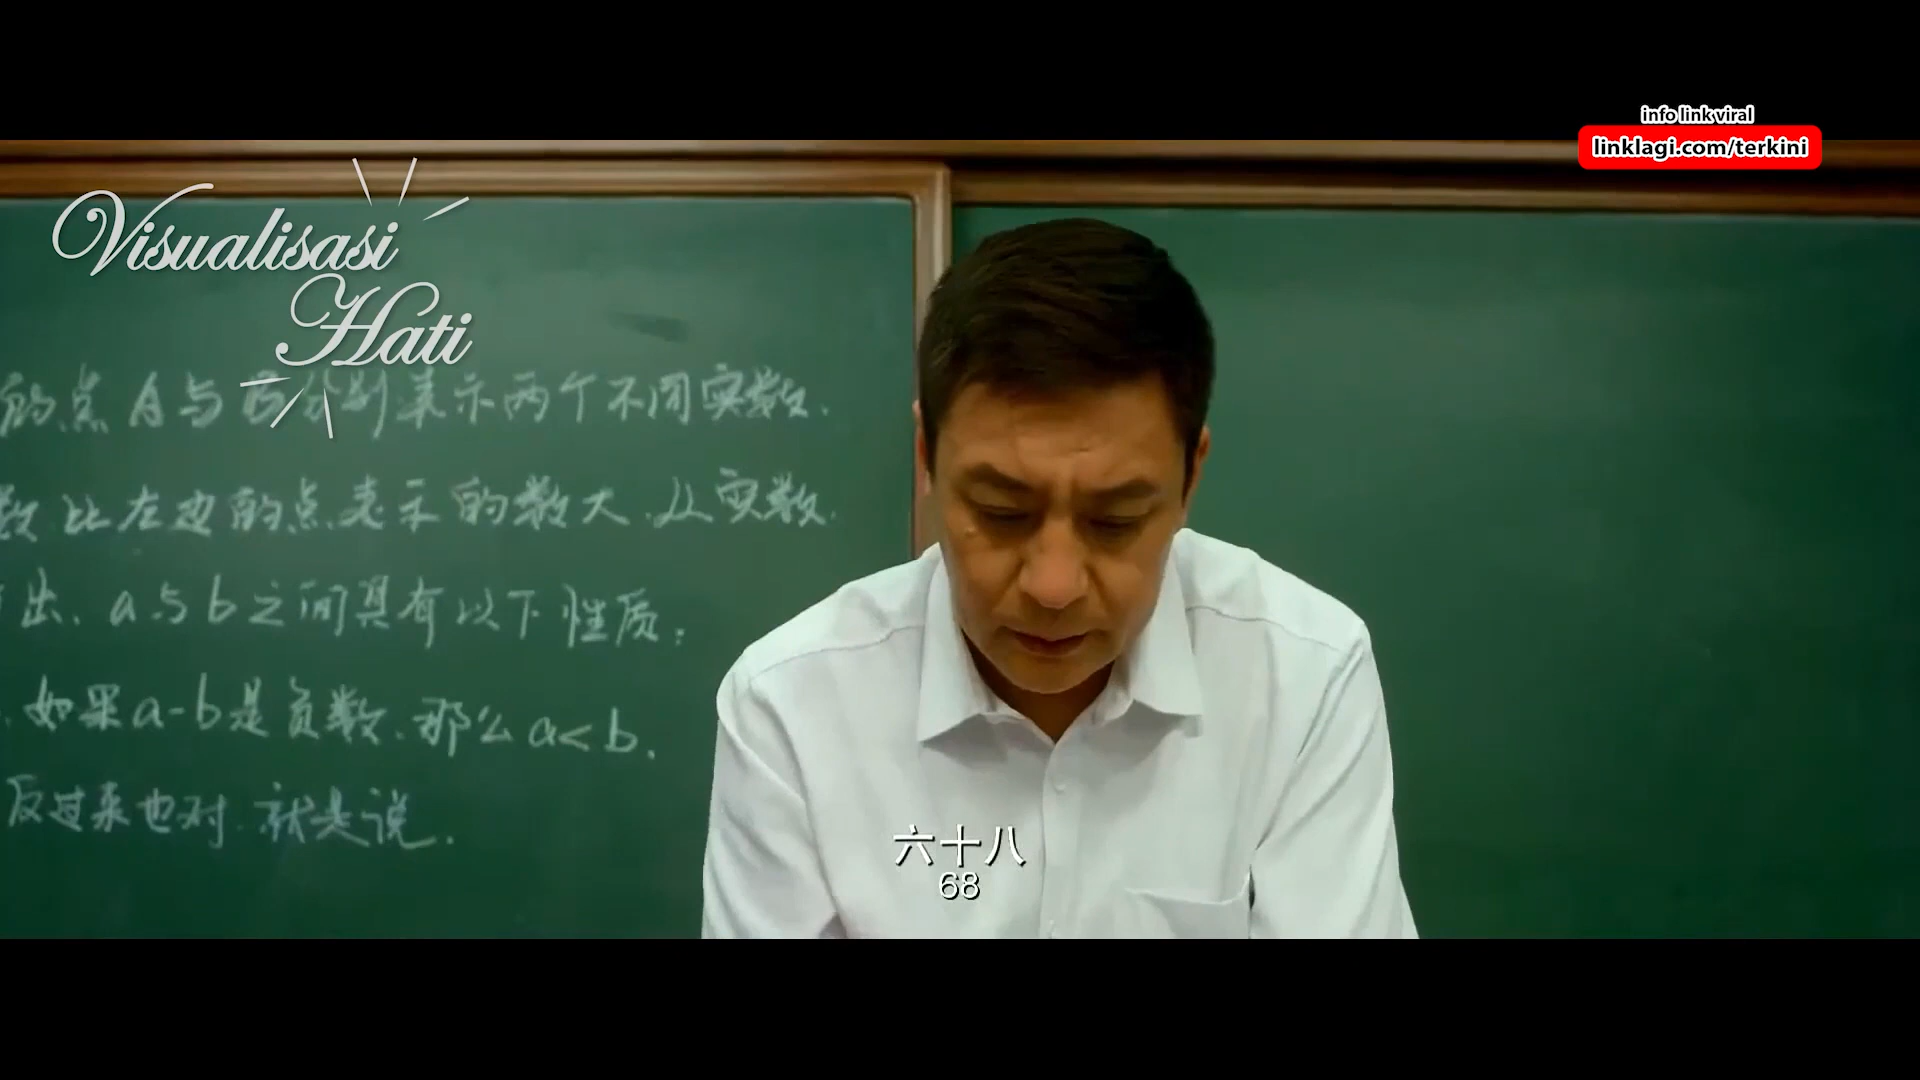 info link viral
linklagi.com/terkini
Visualisasi
Hati
的点A与B分别表示两个不同实数.
数比左边的点表示的数大.从实数.
出.a与b之间具有以下性质:
.如果a-b是负数.那么a<b.
反过来也对.就是说.
六十八
68